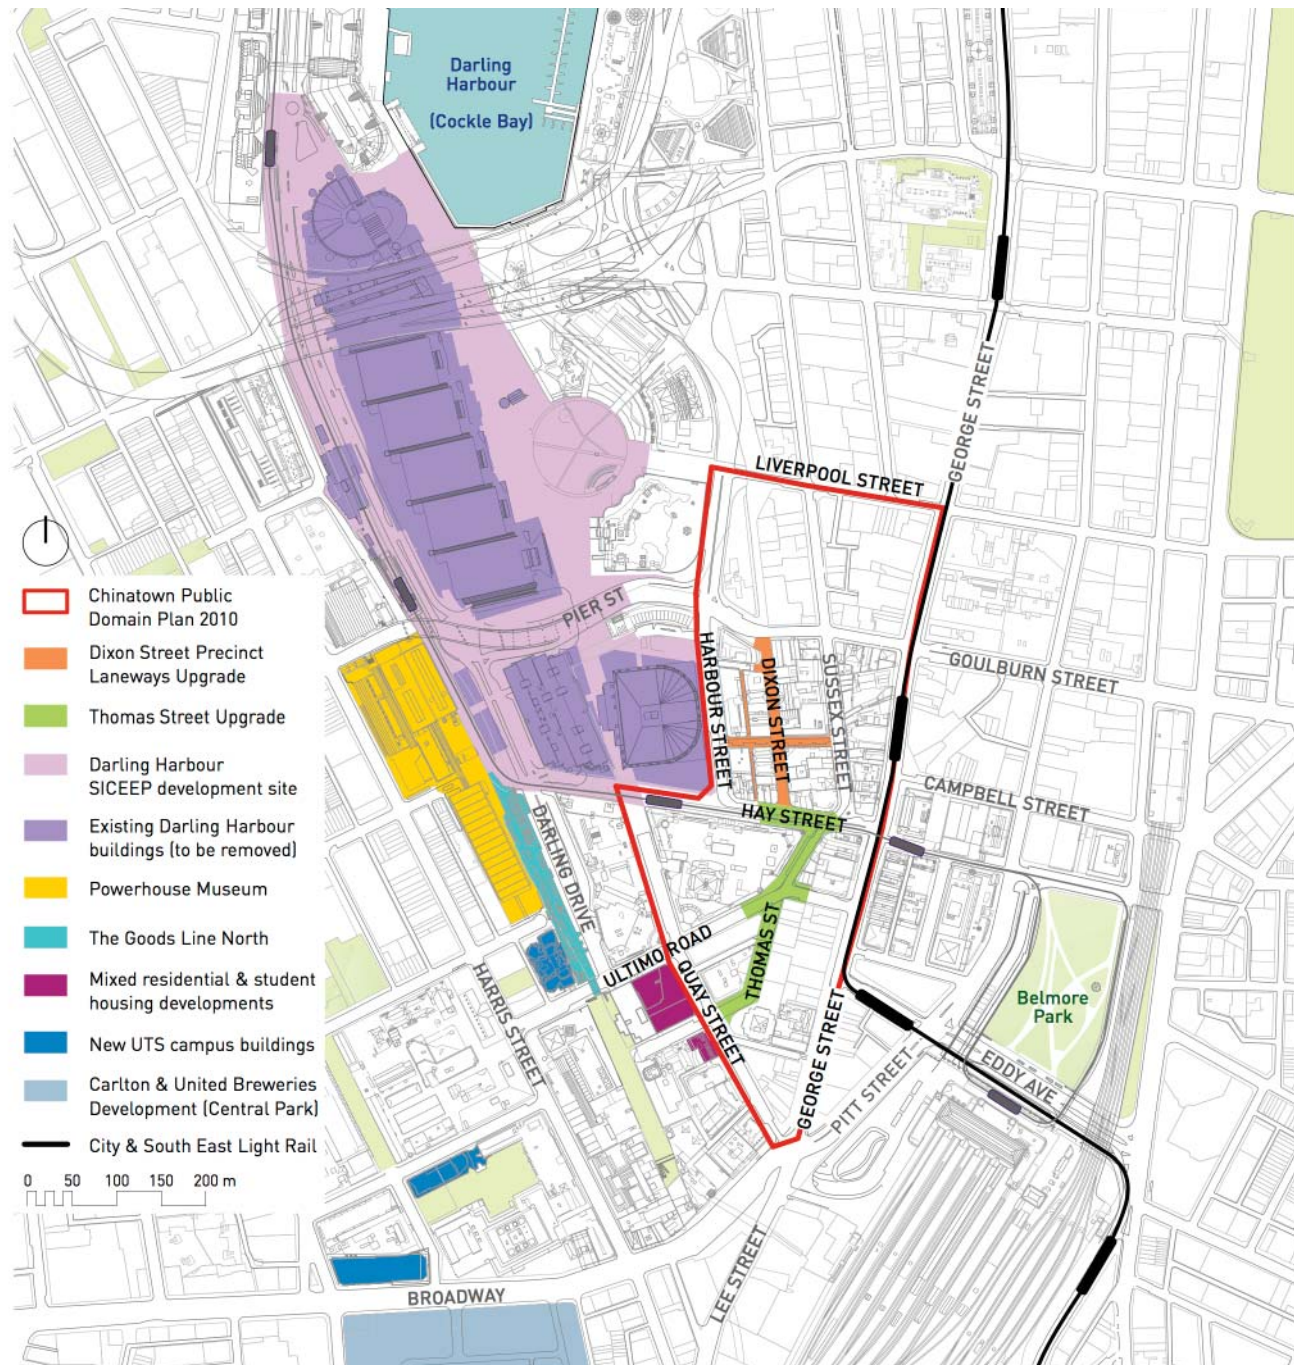 Darling
Harbour
(Cockle Bay)
GEORGE STREET
LIVERPOOL STREET
PIER ST
HARBOUR STREET
DIXON STREET
SUSSEX STREET
GOULBURN STREET
CAMPBELL STREET
HAY STREET
DARLING DRIVE
ULTIMO ROAD
THOMAS ST
QUAY STREET
HARRIS STREET
GEORGE STREET
PITT STREET
Belmore
Park
EDDY AVE
LEE STREET
BROADWAY
Chinatown Public
Domain Plan 2010
Dixon Street Precinct
Laneways Upgrade
Thomas Street Upgrade
Darling Harbour
SICEEP development site
Existing Darling Harbour
buildings (to be removed)
Powerhouse Museum
The Goods Line North
Mixed residential & student
housing developments
New UTS campus buildings
Carlton & United Breweries
Development (Central Park)
City & South East Light Rail
0 50 100 150 200 m